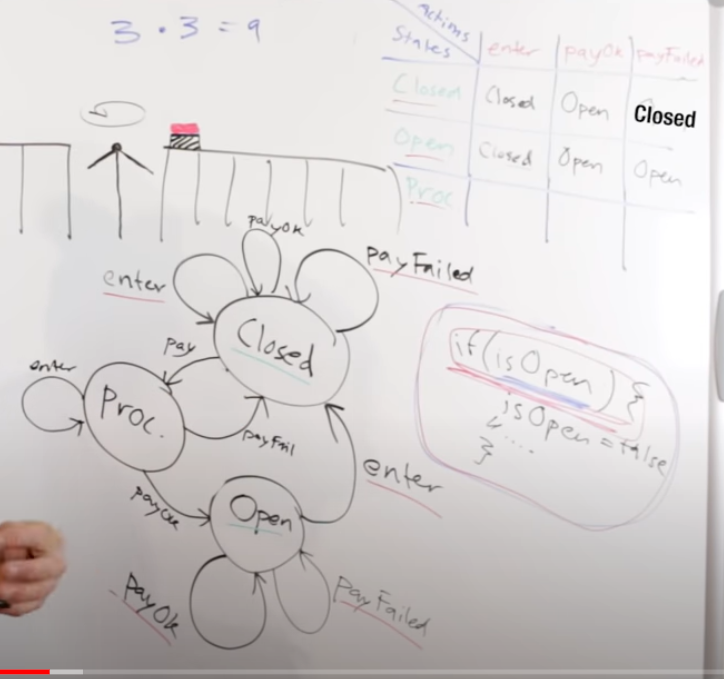 3 · 3 = 9
Actions
States
enter
payOk
payFailed
Closed
Closed
Open
Closed
Open
Closed
Open
Open
Proc
payOk
enter
payFailed
Closed
pay
enter
Proc.
payFail
if(isOpen) {
isOpen = false
....
}
enter
payOk
Open
PayOk
PayFailed